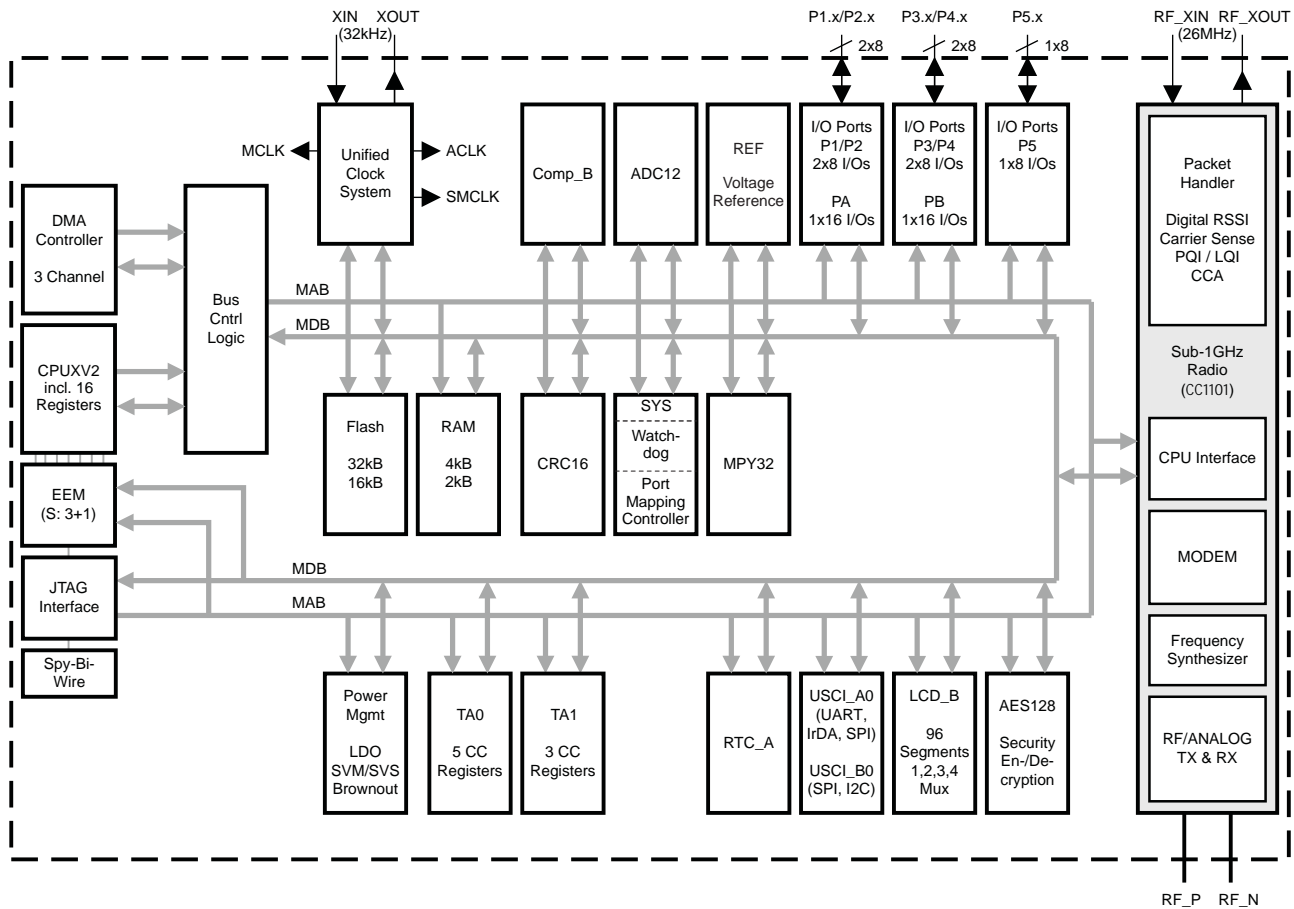 XIN XOUT
(32kHz)
P1.x/P2.x
2x8
P3.x/P4.x
2x8
P5.x
1x8
RF_XIN RF_XOUT
(26MHz)
MCLK
Unified
Clock
System
ACLK
SMCLK
Comp_B
ADC12
REF
Voltage
Reference
I/O Ports
P1/P2
2x8 I/Os
PA
1x16 I/Os
I/O Ports
P3/P4
2x8 I/Os
PB
1x16 I/Os
I/O Ports
P5
1x8 I/Os
Packet
Handler
Digital RSSI
Carrier Sense
PQI / LQI
CCA
DMA
Controller
3 Channel
Bus
Cntrl
Logic
MAB
MDB
CPUXV2
incl. 16
Registers
Sub-1GHz
Radio
(CC1101)
Flash
32kB
16kB
RAM
4kB
2kB
CRC16
SYS
Watch-
dog
Port
Mapping
Controller
MPY32
CPU Interface
EEM
(S: 3+1)
MODEM
JTAG
Interface
MDB
MAB
Spy-Bi-
Wire
Frequency
Synthesizer
Power
Mgmt
LDO
SVM/SVS
Brownout
TA0
5 CC
Registers
TA1
3 CC
Registers
RTC_A
USCI_A0
(UART,
IrDA, SPI)
USCI_B0
(SPI, I2C)
LCD_B
96
Segments
1,2,3,4
Mux
AES128
Security
En-/De-
cryption
RF/ANALOG
TX & RX
RF_P RF_N